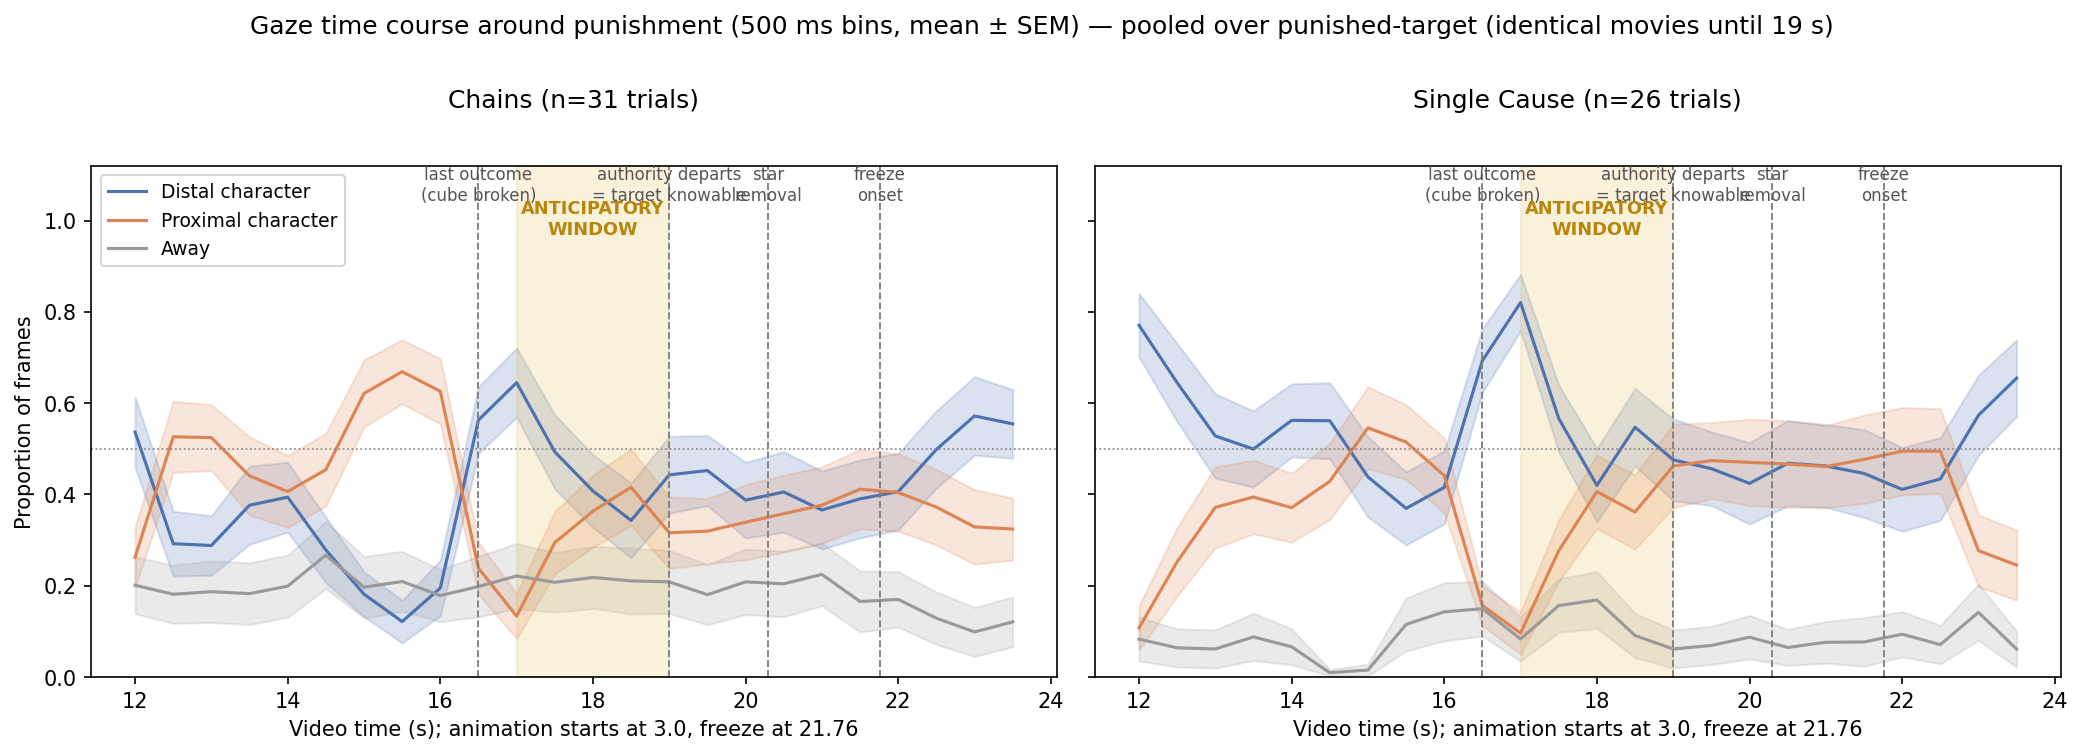 Gaze time course around punishment (500 ms bins, mean ± SEM) — pooled over punished-target (identical movies until 19 s)
Chains (n=31 trials)
Distal character
Proximal character
Away
last outcome
(cube broken)
authority departs
= target knowable
star
removal
freeze
onset
ANTICIPATORY
WINDOW
Proportion of frames
1.0
0.8
0.6
0.4
0.2
0.0
12
14
16
18
20
22
24
Video time (s); animation starts at 3.0, freeze at 21.76
Single Cause (n=26 trials)
last outcome
(cube broken)
authority departs
= target knowable
star
removal
freeze
onset
ANTICIPATORY
WINDOW
12
14
16
18
20
22
24
Video time (s); animation starts at 3.0, freeze at 21.76